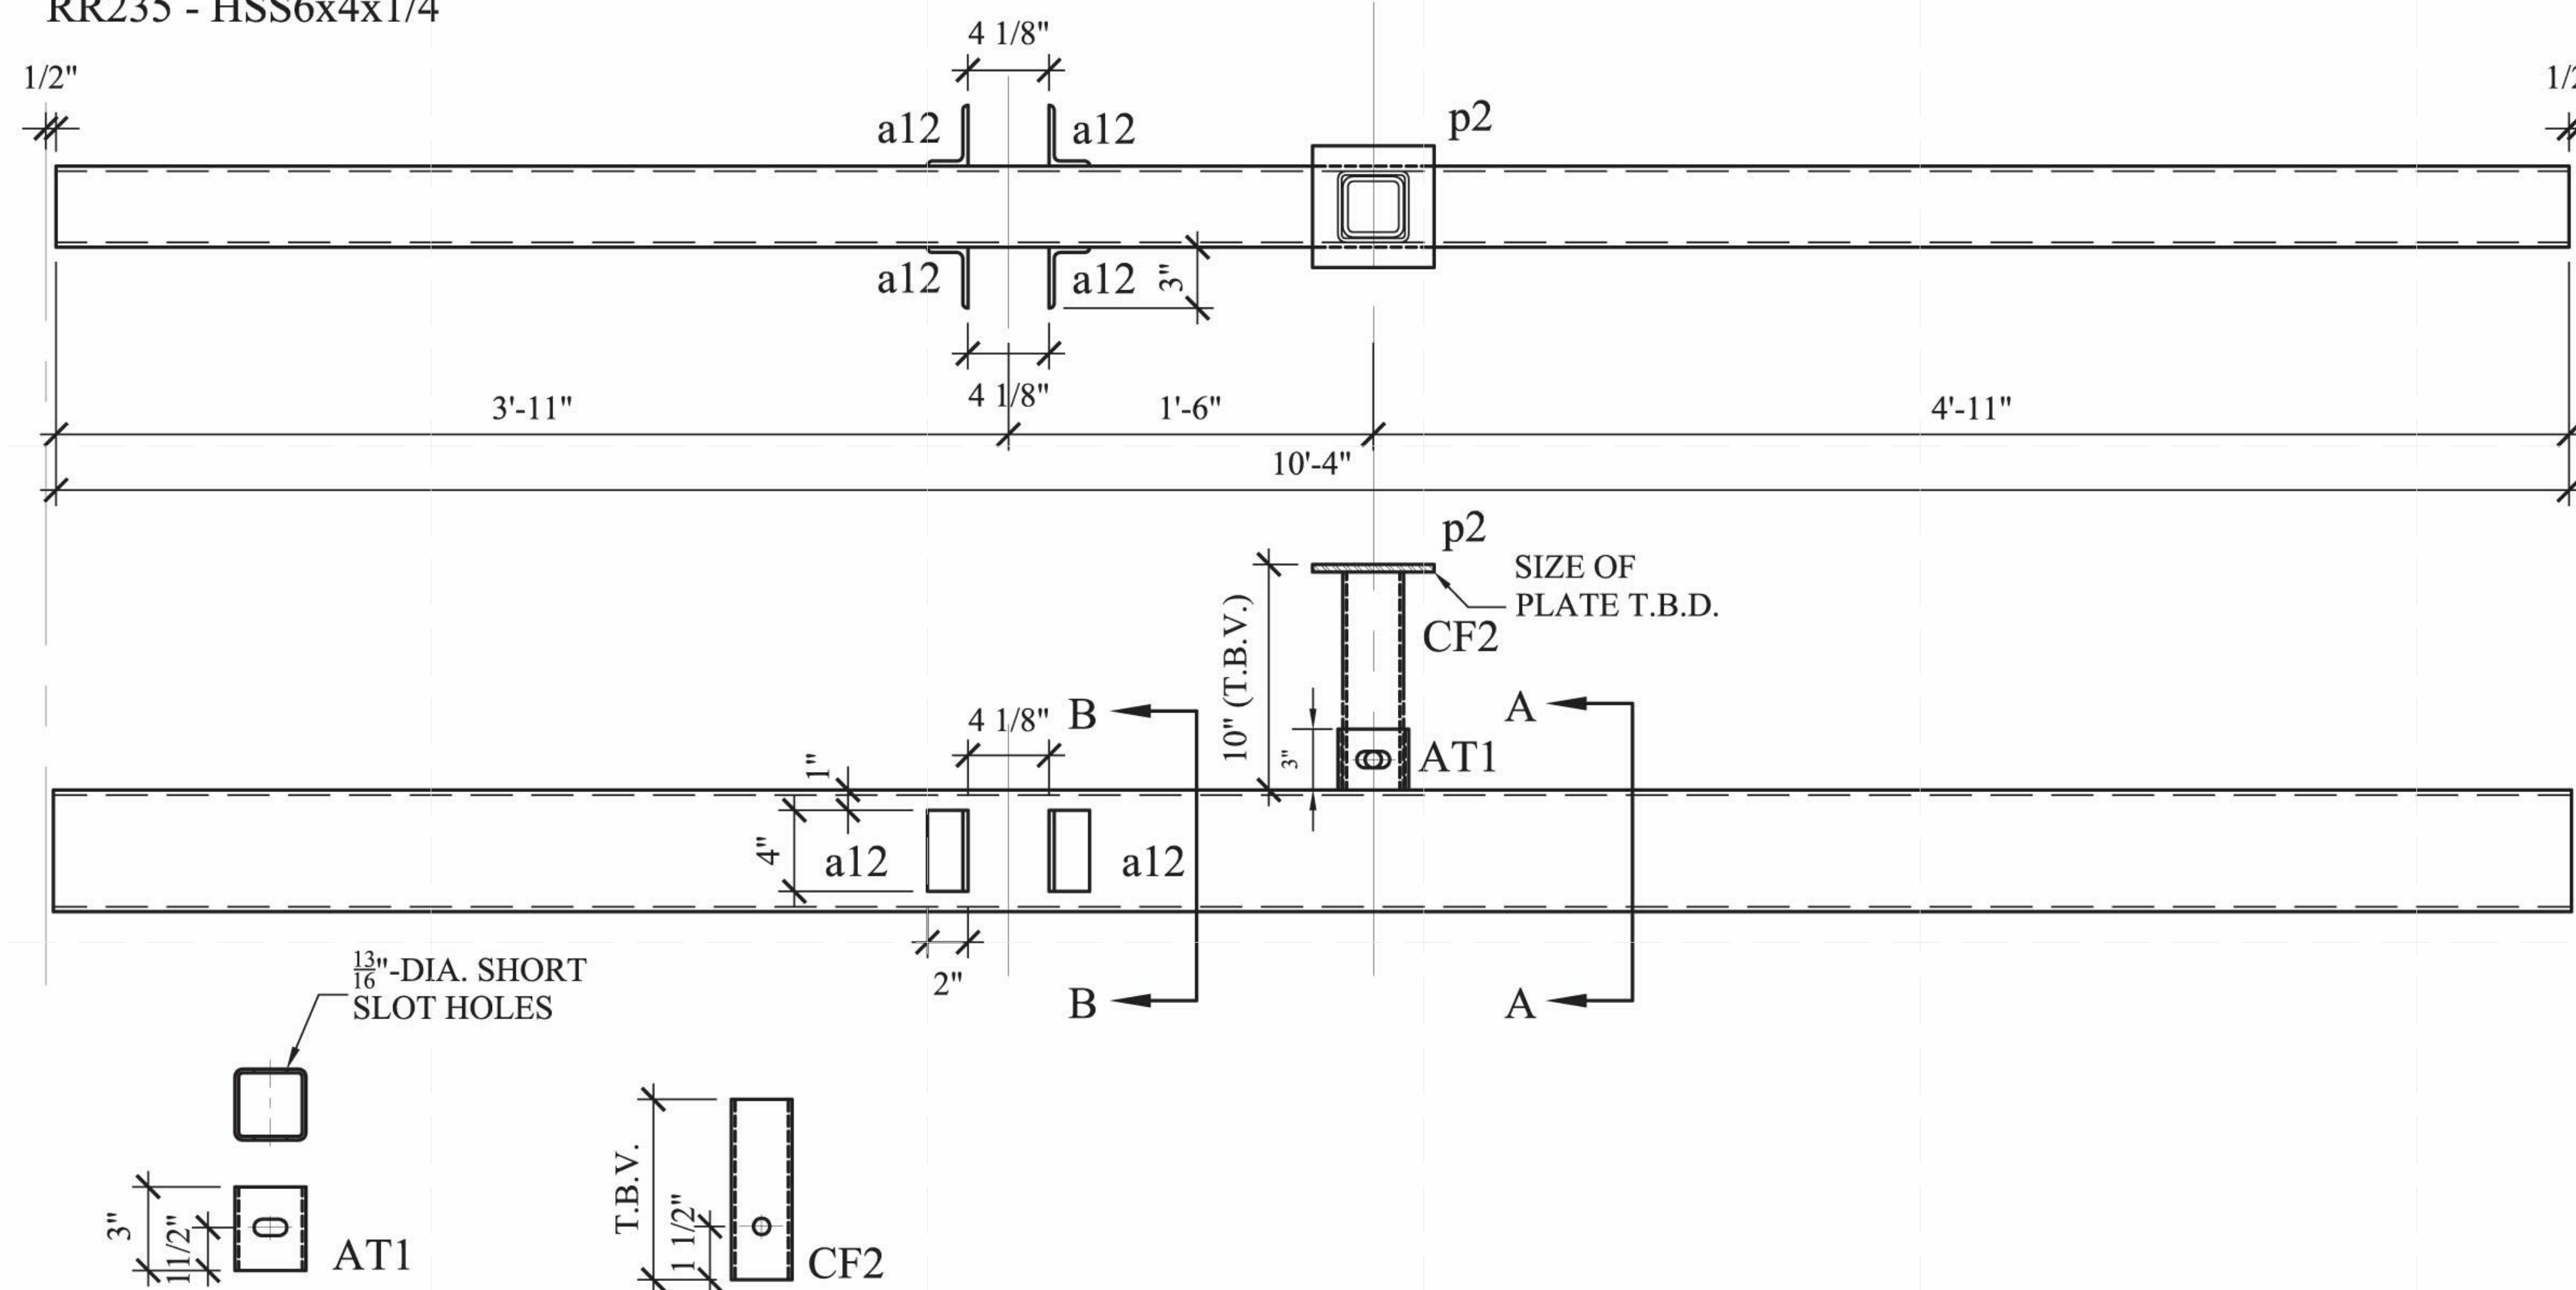 RR235 - HSS6x4x1/4
4 1/8"
1/2"
1/2
a12
a12
p2
a12
a12
3"
4 1/8"
3'-11"
1'-6"
4'-11"
10'-4"
p2
SIZE OF
PLATE T.B.D.
10" (T.B.V.)
CF2
B
A
4 1/8"
1"
3"
AT1
4"
a12
a12
2"
B
A
13/16"-DIA. SHORT
SLOT HOLES
T.B.V.
3"
1 1/2"
AT1
1 1/2"
CF2